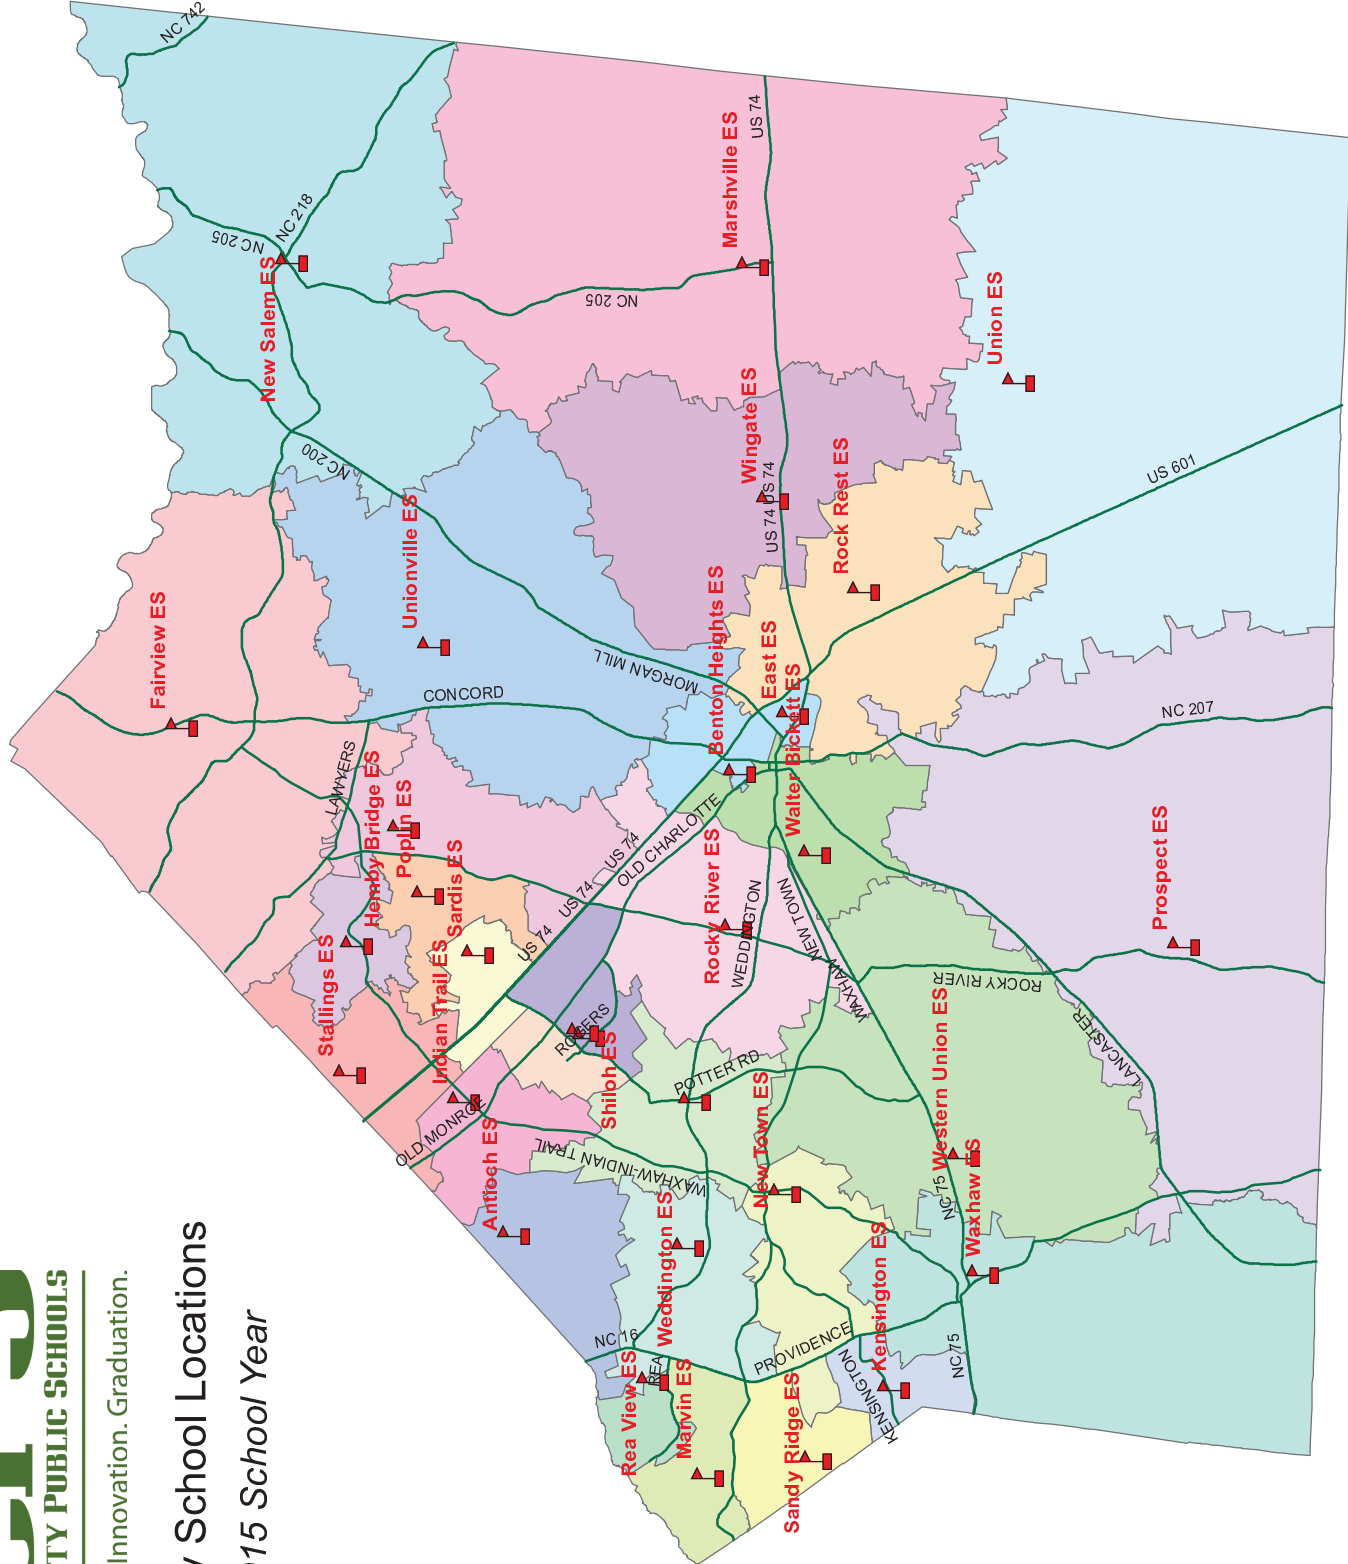 TY PUBLIC SCHOOLS
Innovation. Graduation.
School Locations
015 School Year
NC 742
NC 218
NC 205
New Salem ES
NC 200
NC 205
US 74
Marshville ES
Union ES
Wingate ES
US 74
US 74
Rock Rest ES
US 601
Unionville ES
Fairview ES
MORGAN MILL
CONCORD
Benton Heights ES
East ES
Walter Bickett ES
NC 207
LAWYERS
Hemby Bridge ES
Poplin ES
Sardis ES
US 74
OLD CHARLOTTE
US 74
US 74
Rocky River ES
WEDDINGTON
NEW TOWN
WAXHAW
Prospect ES
ROCKY RIVER
LANCASTER
Stallings ES
Indian Trail ES
ROGERS
Shiloh ES
POTTER RD
New Town ES
Western Union ES
OLD MONROE
Antioch ES
WAXHAW-INDIAN TRAIL
NC 75
Waxhaw ES
Weddington ES
Kensington ES
NC 16
REA
Rea View ES
Marvin ES
PROVIDENCE
KENSINGTON
NC 75
Sandy Ridge ES